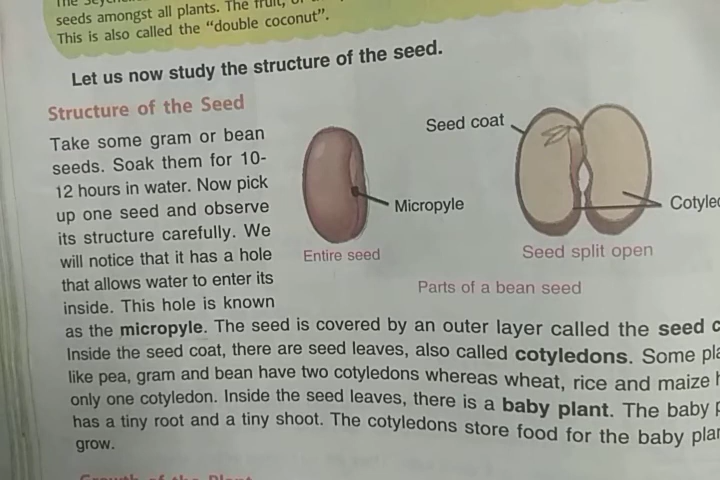 seeds amongst all plants. The fruit,
This is also called the “double coconut”.
Let us now study the structure of the seed.
Structure of the Seed
Take some gram or bean
seeds. Soak them for 10-
12 hours in water. Now pick
up one seed and observe
its structure carefully. We
will notice that it has a hole
that allows water to enter its
inside. This hole is known
as the micropyle. The seed is covered by an outer layer called the seed
Inside the seed coat, there are seed leaves, also called cotyledons. Some
like pea, gram and bean have two cotyledons whereas wheat, rice and maize
only one cotyledon. Inside the seed leaves, there is a baby plant. The baby
has a tiny root and a tiny shoot. The cotyledons store food for the baby
grow.
Seed coat
Micropyle
Entire seed
Seed split open
Parts of a bean seed
Growth of the Plant